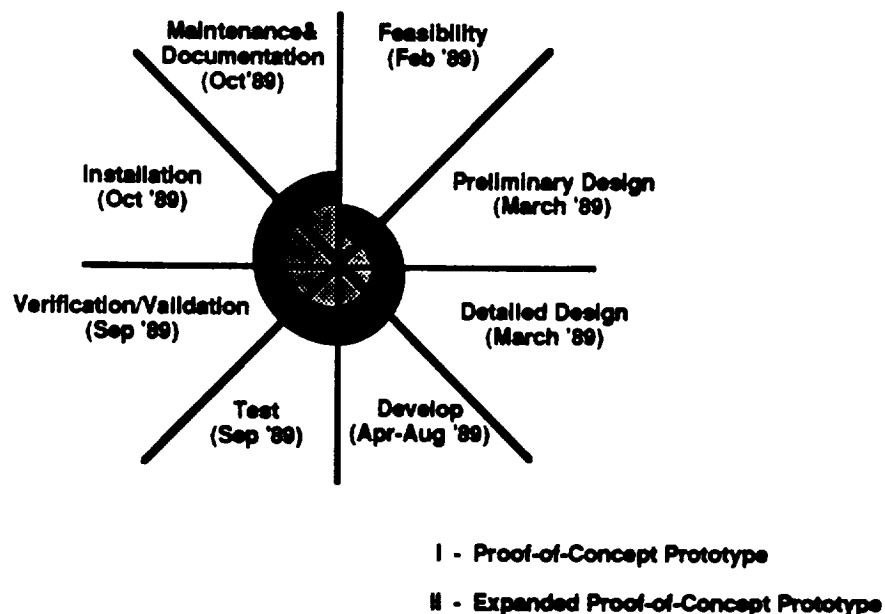 Maintenance&
Documentation
(Oct'89)
Feasibility
(Feb '89)
Preliminary Design
(March '89)
Detailed Design
(March '89)
Develop
(Apr-Aug '89)
Test
(Sep '89)
Verification/Validation
(Sep '89)
Installation
(Oct '89)
I - Proof-of-Concept Prototype
II - Expanded Proof-of-Concept Prototype